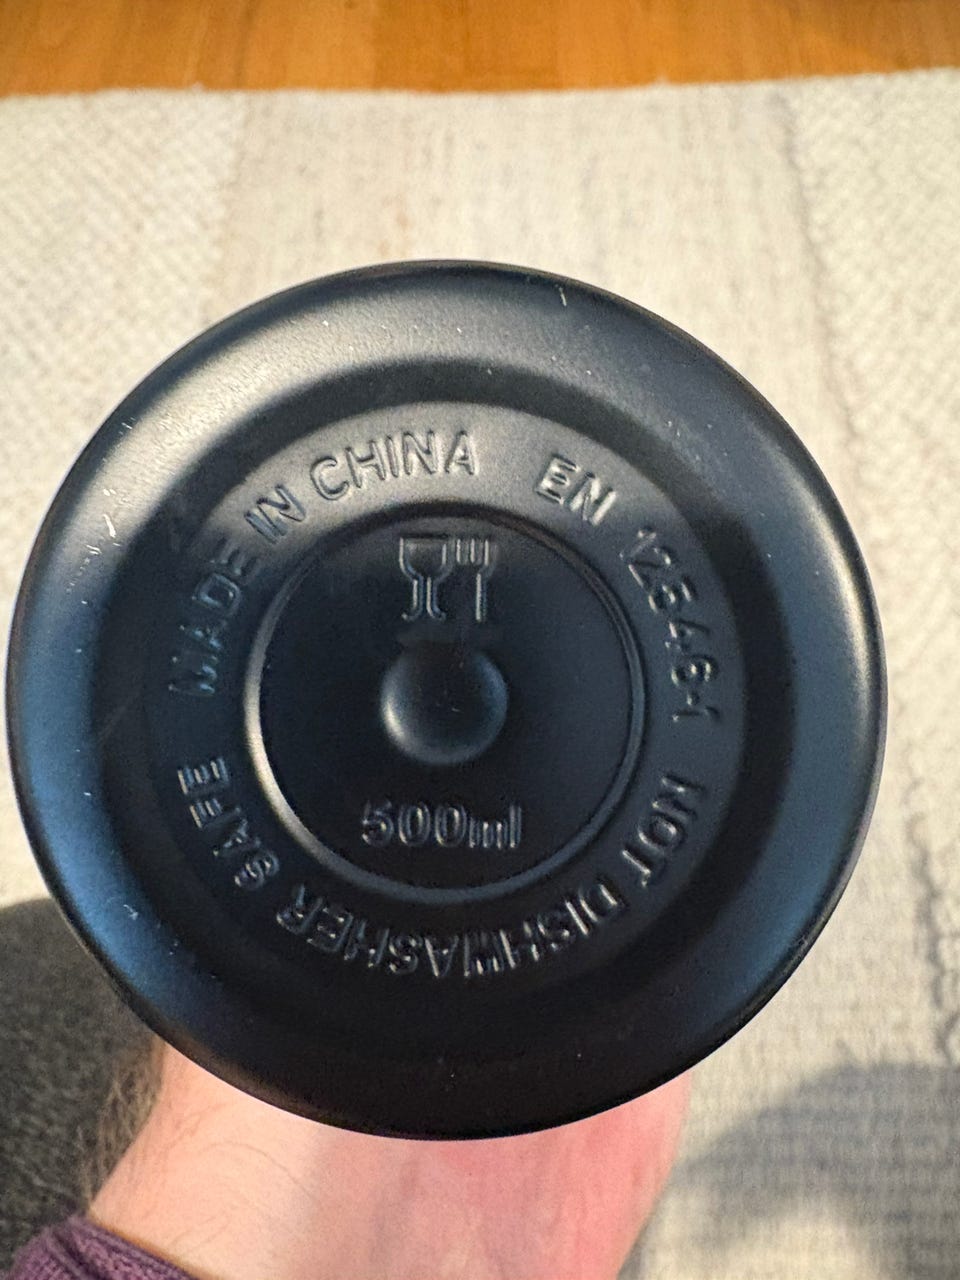 MADE IN CHINA EN 12546-1 NOT DISHWASHER SAFE
500ml